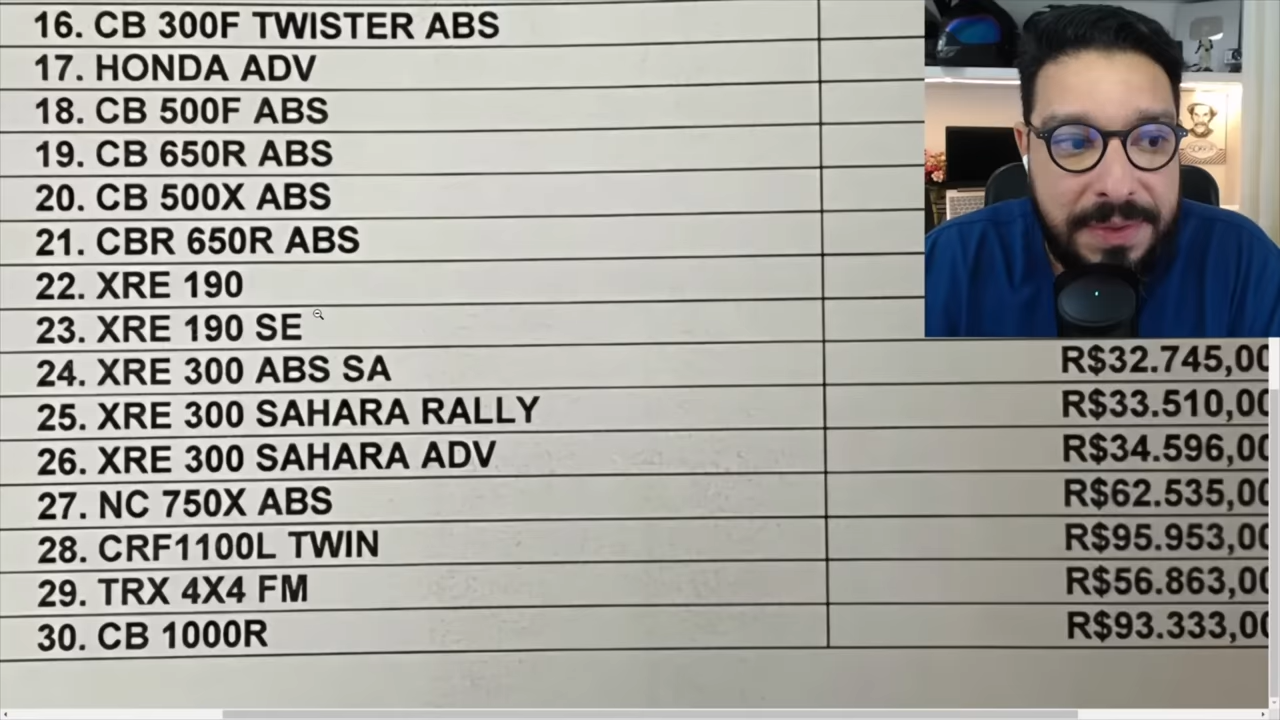 16. CB 300F TWISTER ABS
17. HONDA ADV
18. CB 500F ABS
19. CB 650R ABS
20. CB 500X ABS
21. CBR 650R ABS
22. XRE 190
23. XRE 190 SE
24. XRE 300 ABS SA R$32.745,00
25. XRE 300 SAHARA RALLY R$33.510,00
26. XRE 300 SAHARA ADV R$34.596,00
27. NC 750X ABS R$62.535,00
28. CRF1100L TWIN R$95.953,00
29. TRX 4X4 FM R$56.863,00
30. CB 1000R R$93.333,00